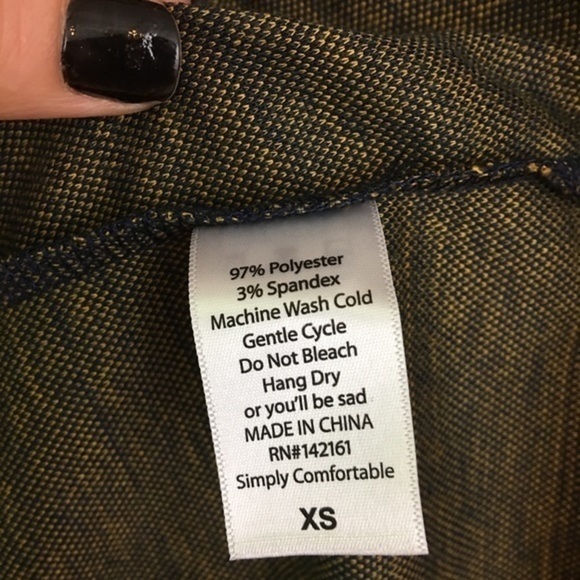 97% Polyester
3% Spandex
Machine Wash Cold
Gentle Cycle
Do Not Bleach
Hang Dry
or you'll be sad
MADE IN CHINA
RN#142161
Simply Comfortable
XS